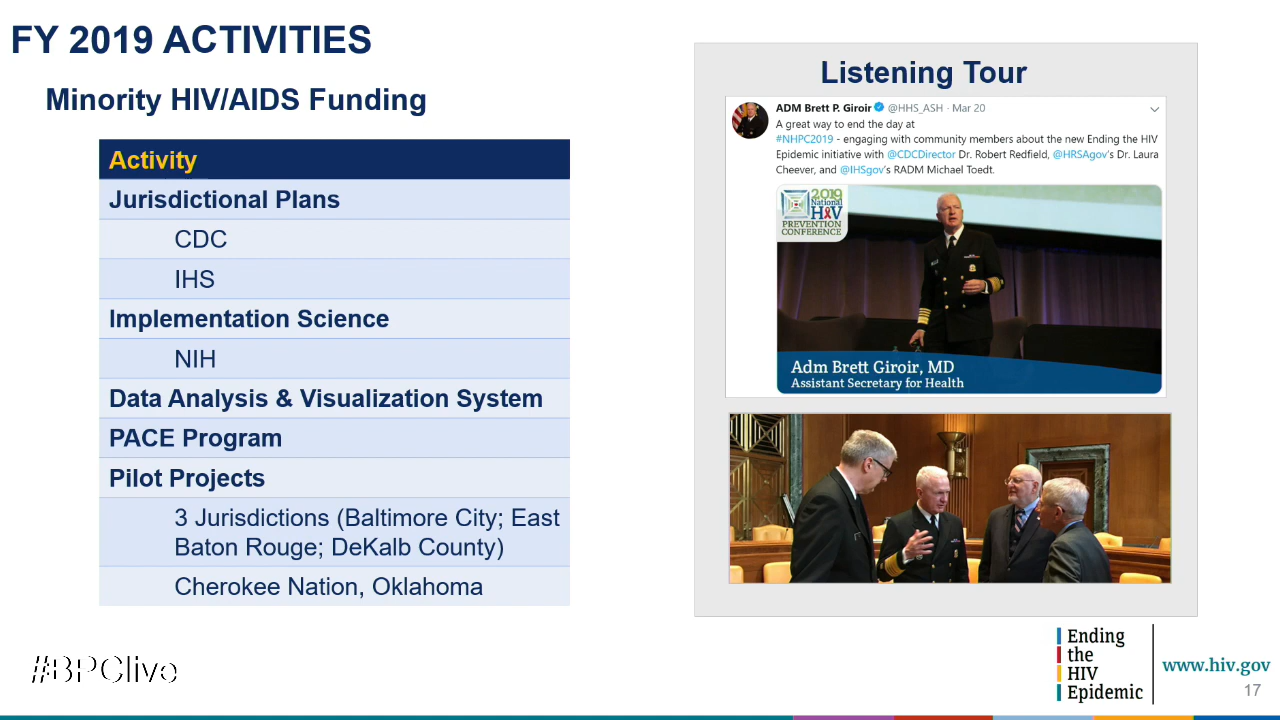 FY 2019 ACTIVITIES
Minority HIV/AIDS Funding
Activity
Jurisdictional Plans
CDC
IHS
Implementation Science
NIH
Data Analysis & Visualization System
PACE Program
Pilot Projects
3 Jurisdictions (Baltimore City; East
Baton Rouge; DeKalb County)
Cherokee Nation, Oklahoma
Listening Tour
ADM Brett P. Giroir @HHS_ASH · Mar 20
A great way to end the day at
#NHPC2019 - engaging with community members about the new Ending the HIV
Epidemic initiative with @CDCDirector Dr. Robert Redfield, @HRSAgov's Dr. Laura
Cheever, and @IHSgov's RADM Michael Toedt.
2019
National
HIV
PREVENTION
CONFERENCE
Adm Brett Giroir, MD
Assistant Secretary for Health
#BPClive
Ending
the
HIV
Epidemic
www.hiv.gov
17